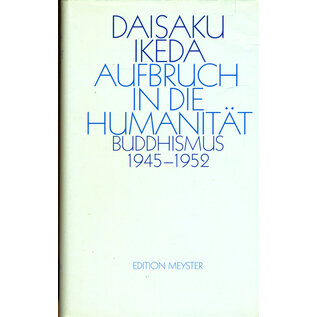 DAISAKU
IKEDA
AUFBRUCH
IN DIE
HUMANITÄT
BUDDHISMUS
1945–1952
EDITION MEYSTER